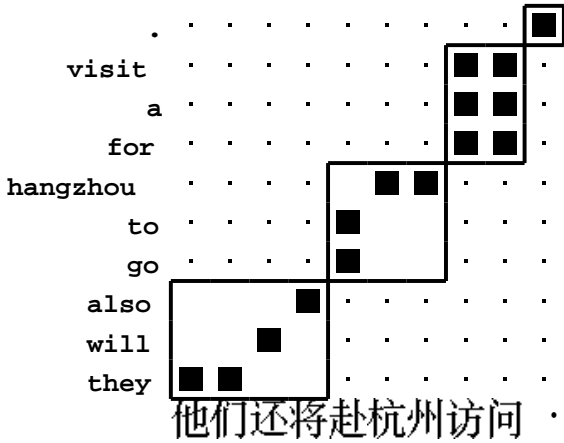 .
visit
a
for
hangzhou
to
go
also
will
they
他们还将赴杭州访问 .